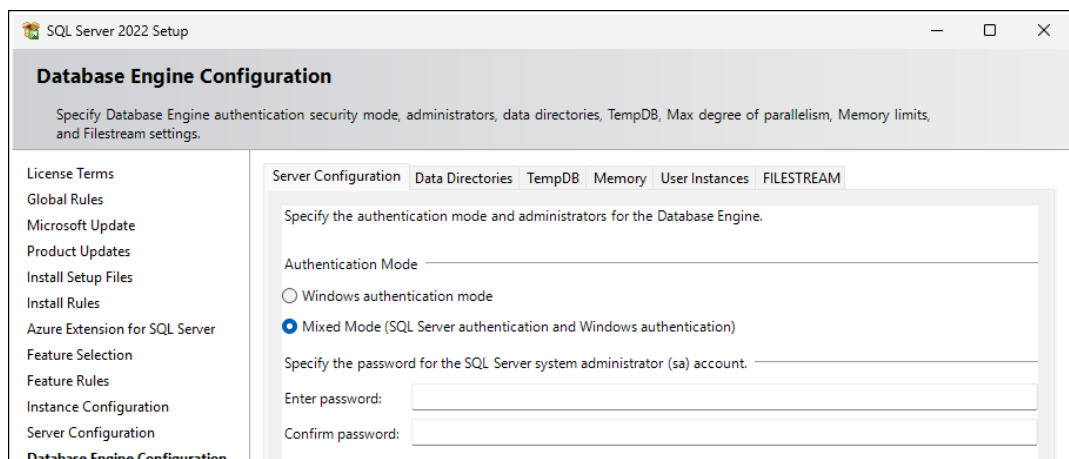 SQL Server 2022 Setup
Database Engine Configuration
Specify Database Engine authentication security mode, administrators, data directories, TempDB, Max degree of parallelism, Memory limits,
and Filestream settings.
License Terms
Global Rules
Microsoft Update
Product Updates
Install Setup Files
Install Rules
Azure Extension for SQL Server
Feature Selection
Feature Rules
Instance Configuration
Server Configuration
Database Engine Configuration
Server Configuration Data Directories TempDB Memory User Instances FILESTREAM
Specify the authentication mode and administrators for the Database Engine.
Authentication Mode
Windows authentication mode
Mixed Mode (SQL Server authentication and Windows authentication)
Specify the password for the SQL Server system administrator (sa) account.
Enter password:
Confirm password: